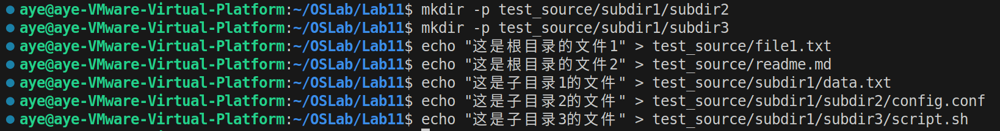 aye@aye-VMware-Virtual-Platform:~/OSLab/Lab11$ mkdir -p test_source/subdir1/subdir2
aye@aye-VMware-Virtual-Platform:~/OSLab/Lab11$ mkdir -p test_source/subdir1/subdir3
aye@aye-VMware-Virtual-Platform:~/OSLab/Lab11$ echo "这是根目录的文件1" > test_source/file1.txt
aye@aye-VMware-Virtual-Platform:~/OSLab/Lab11$ echo "这是根目录的文件2" > test_source/readme.md
aye@aye-VMware-Virtual-Platform:~/OSLab/Lab11$ echo "这是子目录1的文件" > test_source/subdir1/data.txt
aye@aye-VMware-Virtual-Platform:~/OSLab/Lab11$ echo "这是子目录2的文件" > test_source/subdir1/subdir2/config.conf
aye@aye-VMware-Virtual-Platform:~/OSLab/Lab11$ echo "这是子目录3的文件" > test_source/subdir1/subdir3/script.sh